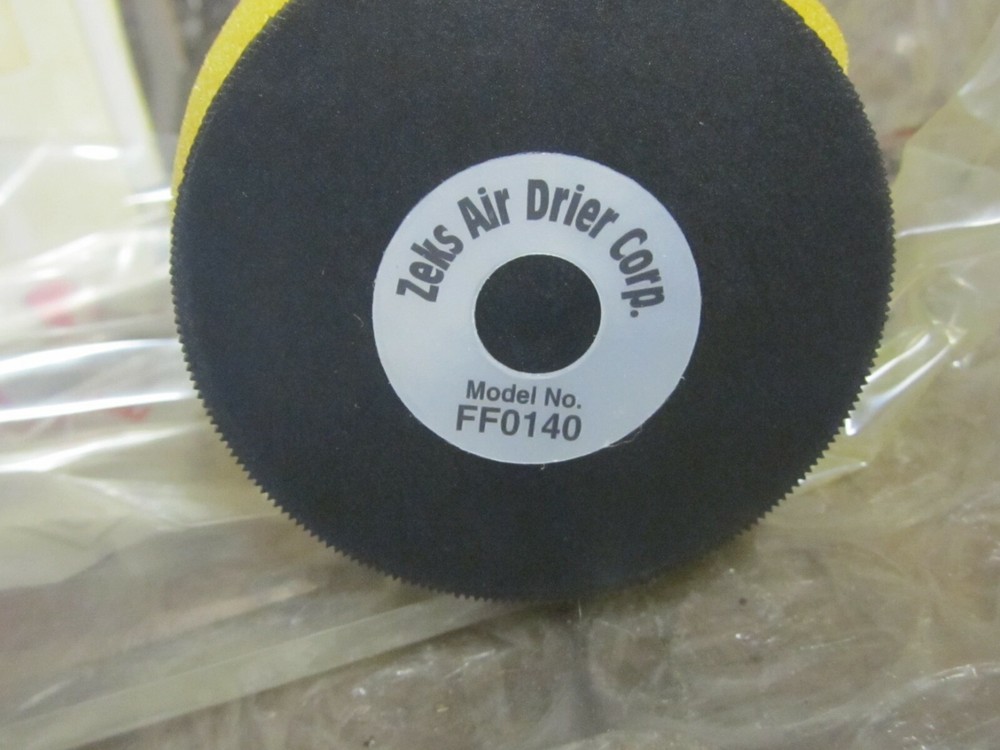 Zeks Air Drier Corp.
Model No.
FF0140